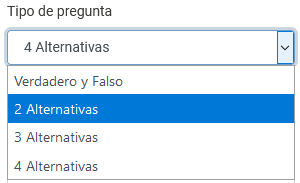 Tipo de pregunta
4 Alternativas
Verdadero y Falso
2 Alternativas
3 Alternativas
4 Alternativas